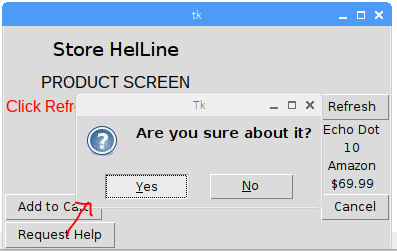 tk
Store HelLine
PRODUCT SCREEN
Click Refr
Tk
Refresh
Are you sure about it?
Echo Dot
10
Amazon
$69.99
Yes
No
Add to Ca
Cancel
Request Help